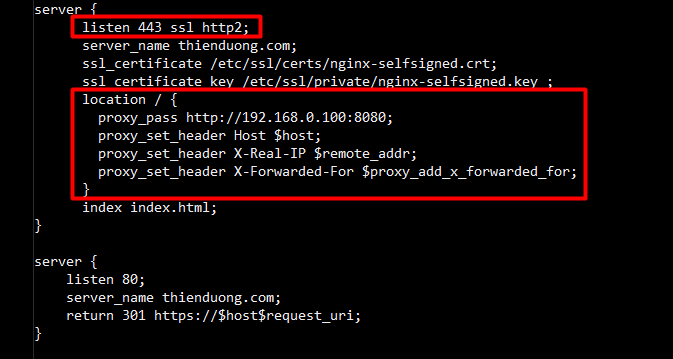 server {
listen 443 ssl http2;
server_name thienduong.com;
ssl_certificate /etc/ssl/certs/nginx-selfsigned.crt;
ssl_certificate_key /etc/ssl/private/nginx-selfsigned.key ;
location / {
proxy_pass http://192.168.0.100:8080;
proxy_set_header Host $host;
proxy_set_header X-Real-IP $remote_addr;
proxy_set_header X-Forwarded-For $proxy_add_x_forwarded_for;
}
index index.html;
}
server {
listen 80;
server_name thienduong.com;
return 301 https://$host$request_uri;
}